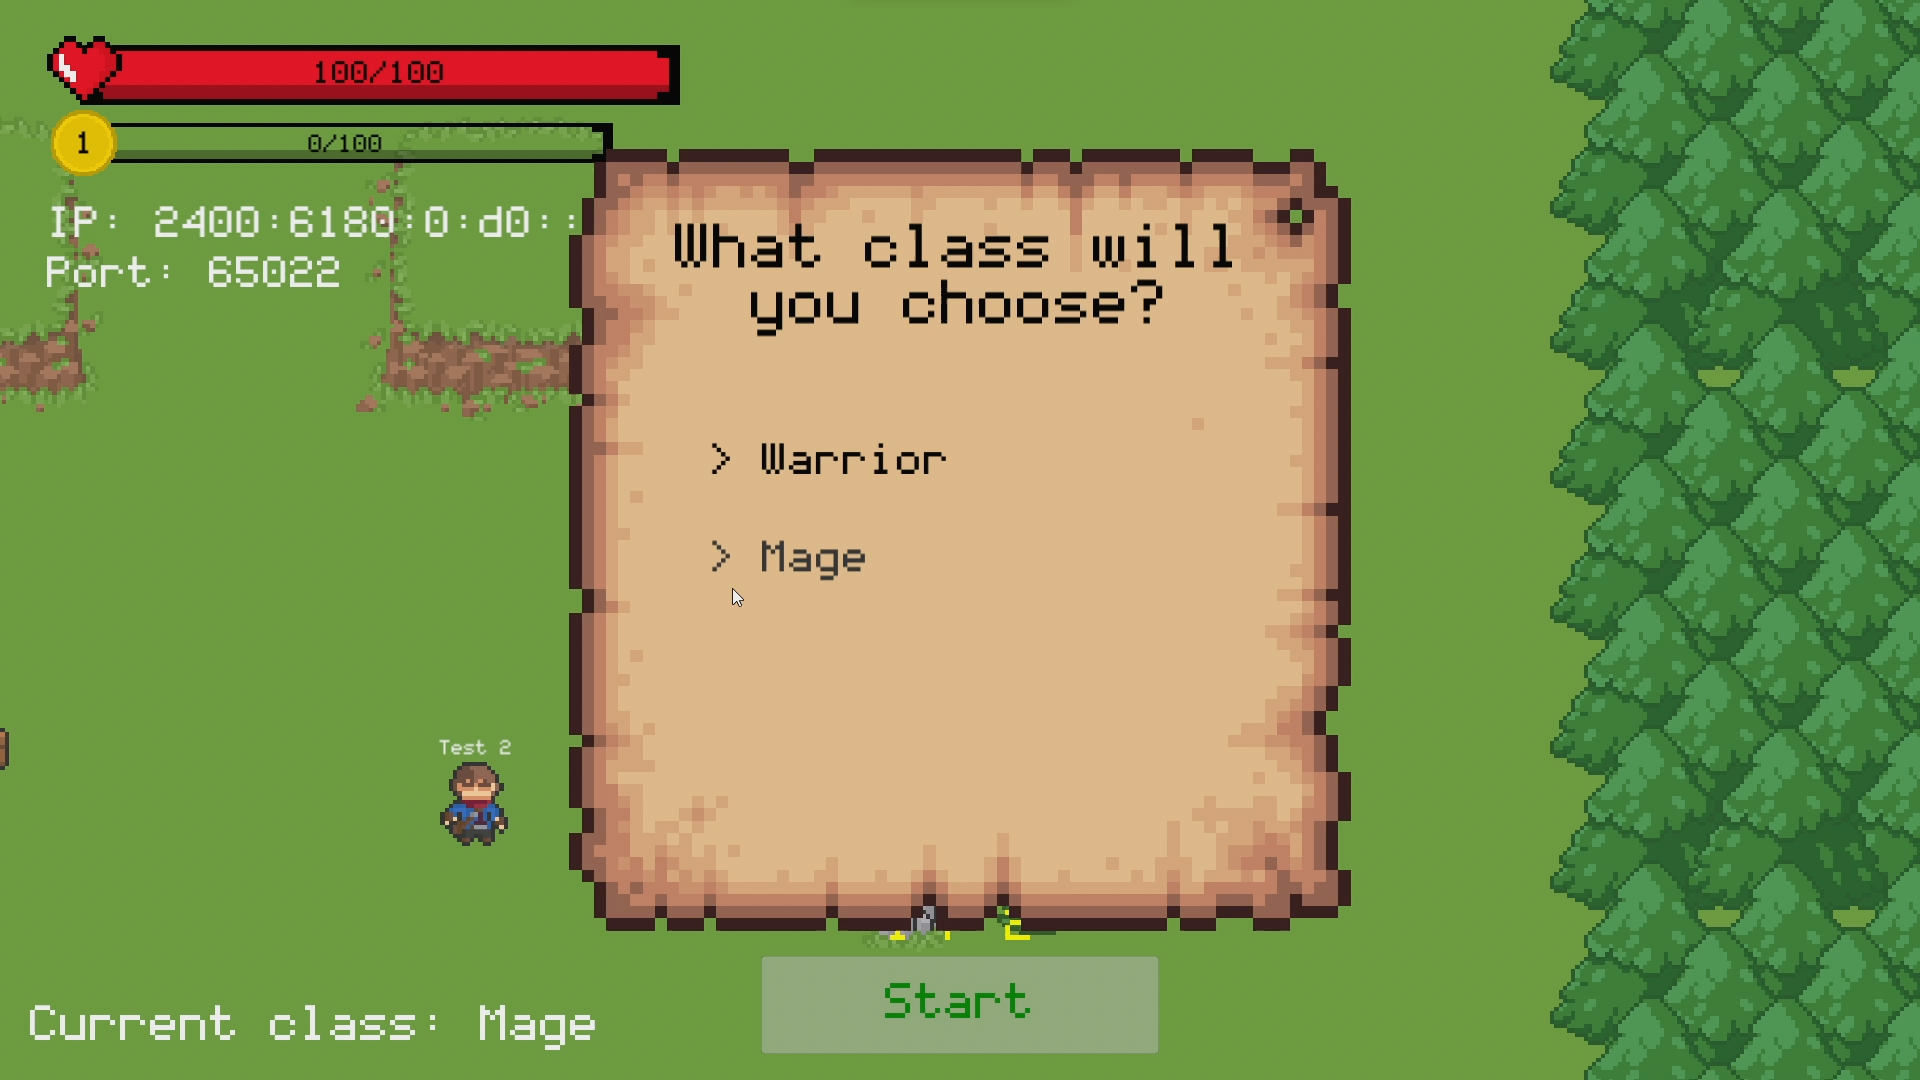 100/100
1
0/100
IP: 2400:6180:0:d0::
Port: 65022
What class will
you choose?
> Warrior
> Mage
Test 2
Start
Current class: Mage